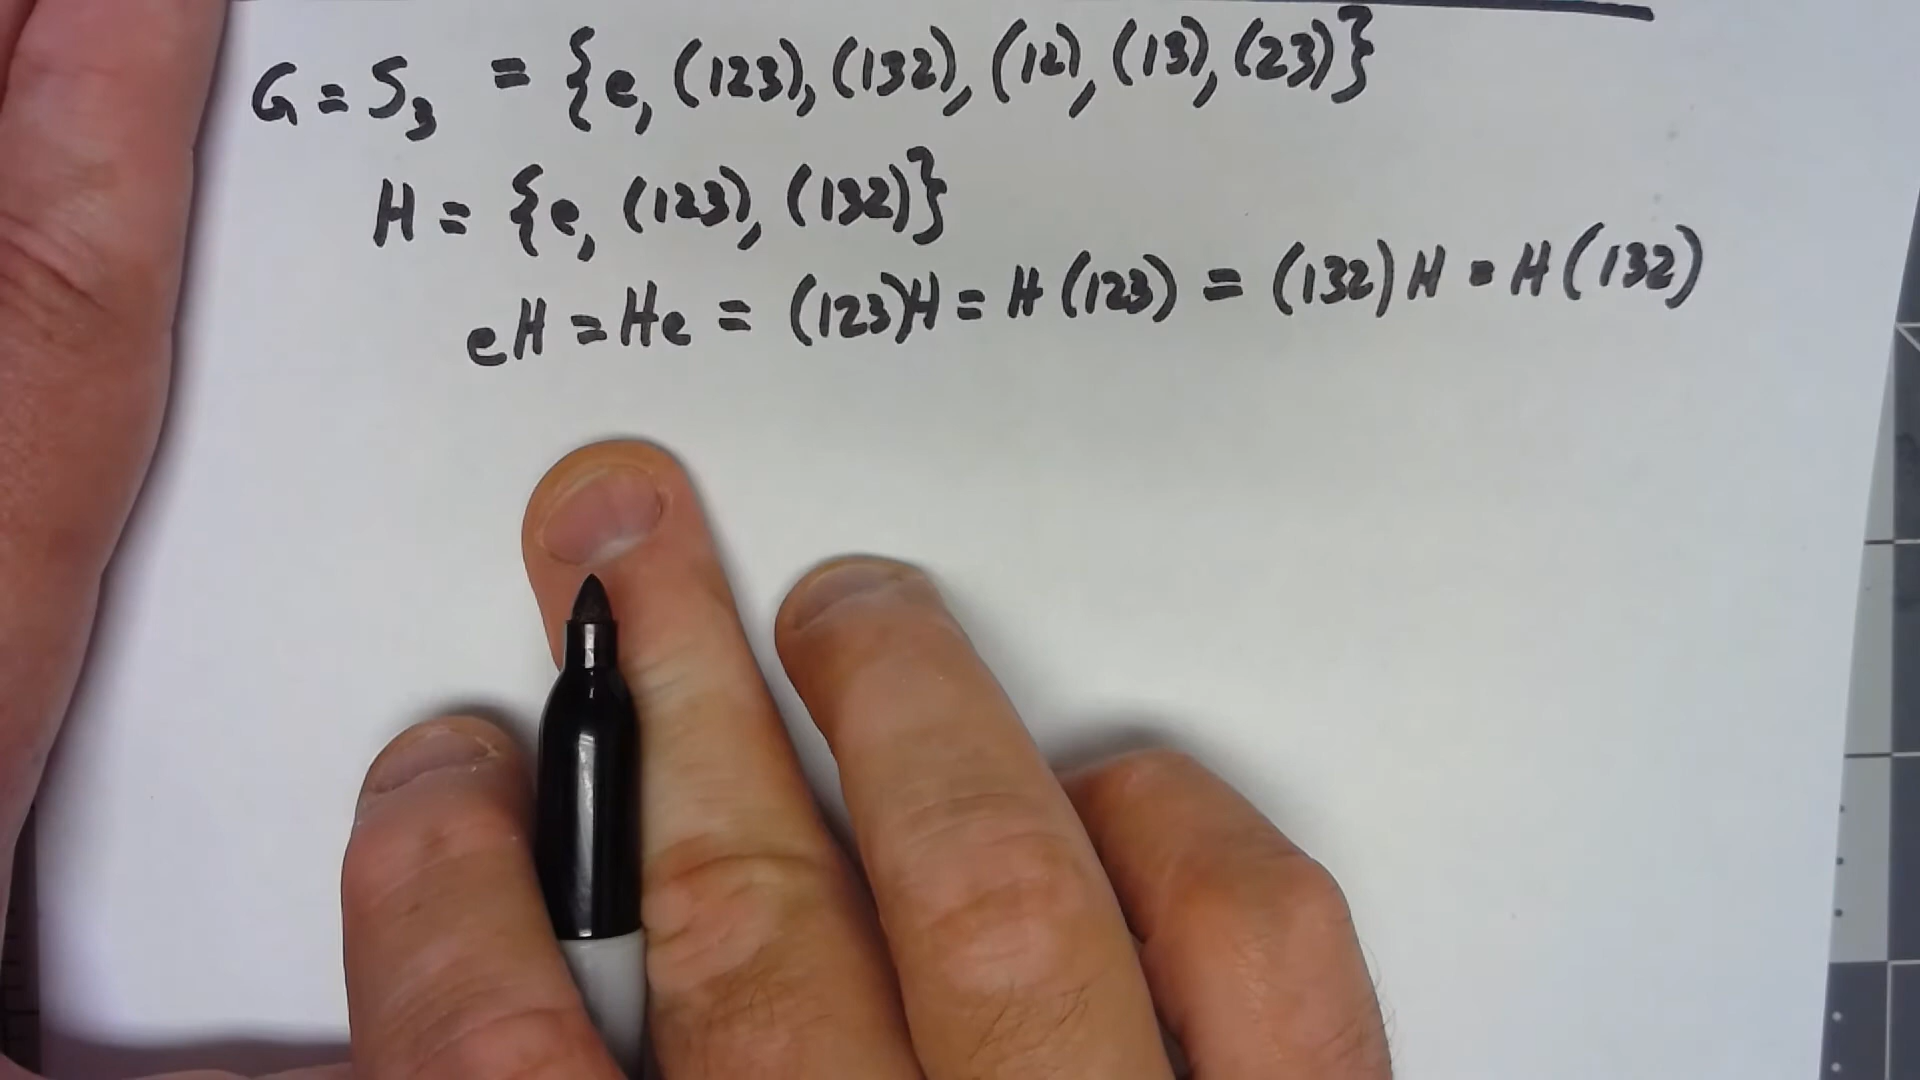 G = S₃ = {e, (123), (132), (12), (13), (23)}
H = {e, (123), (132)}
eH = He = (123)H = H(123) = (132)H = H(132)